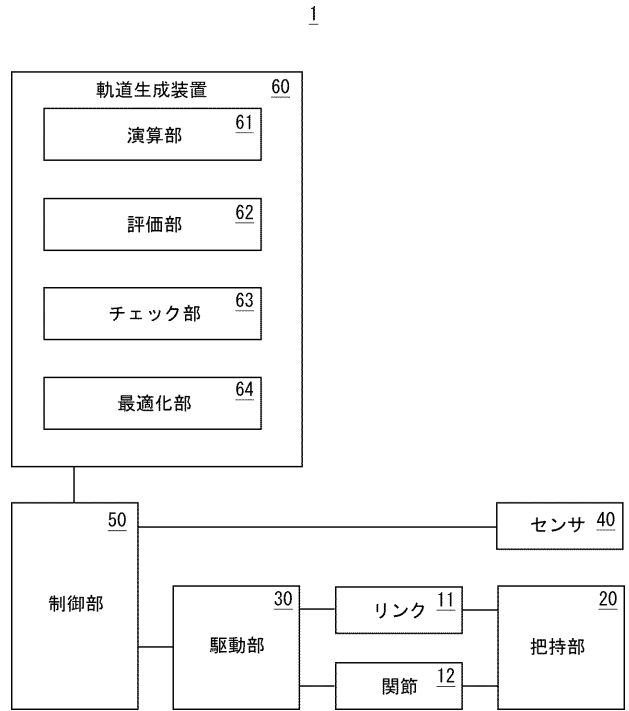 1
軌道生成装置 60
演算部 61
評価部 62
チェック部 63
最適化部 64
制御部 50
センサ 40
駆動部 30
リンク 11
関節 12
把持部 20